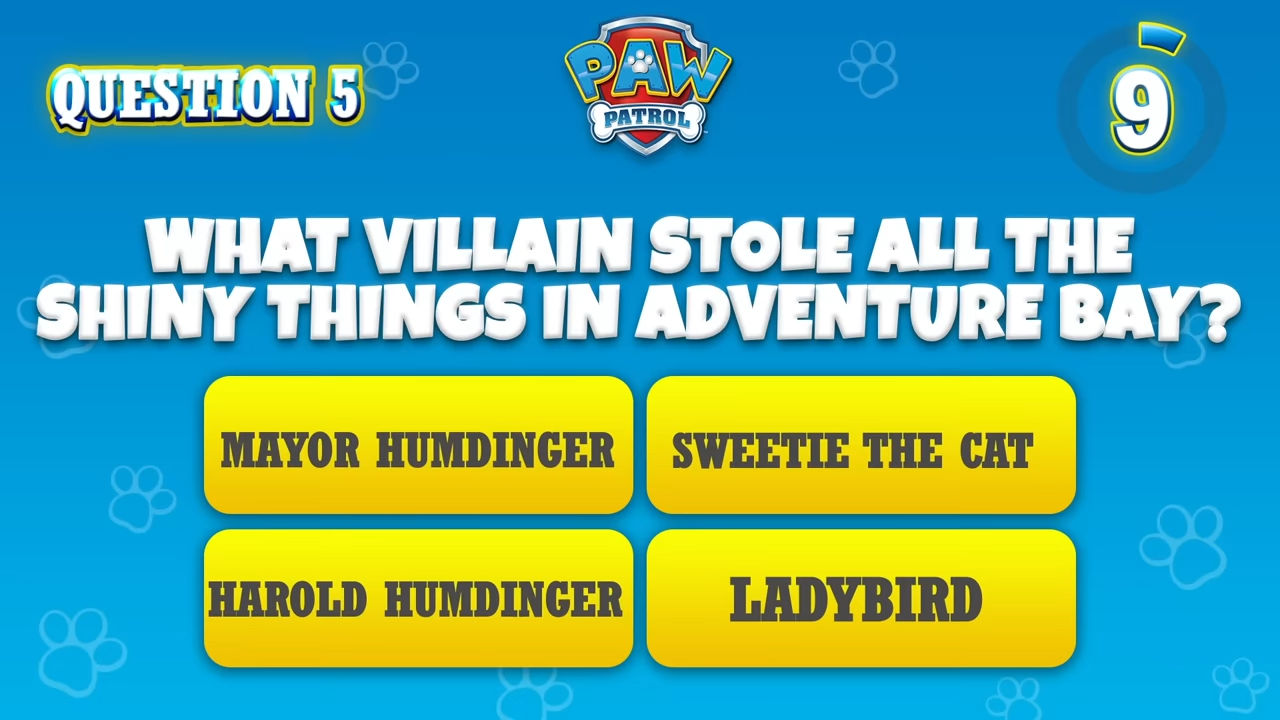 QUESTION 5
PAW
PATROL
9
WHAT VILLAIN STOLE ALL THE
SHINY THINGS IN ADVENTURE BAY?
MAYOR HUMDINGER
SWEETIE THE CAT
HAROLD HUMDINGER
LADYBIRD